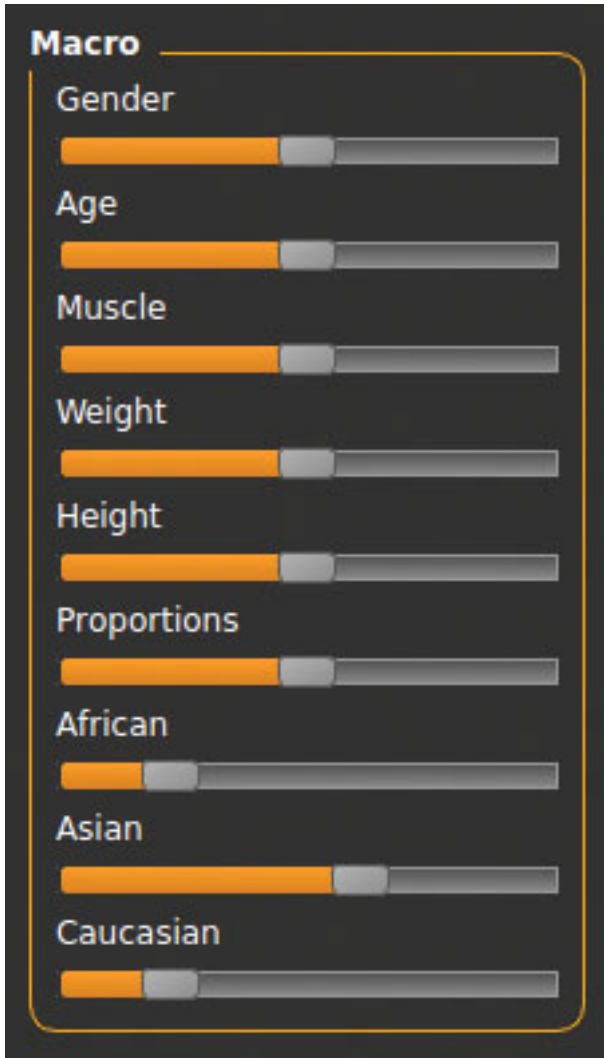 Macro
Gender
Age
Muscle
Weight
Height
Proportions
African
Asian
Caucasian